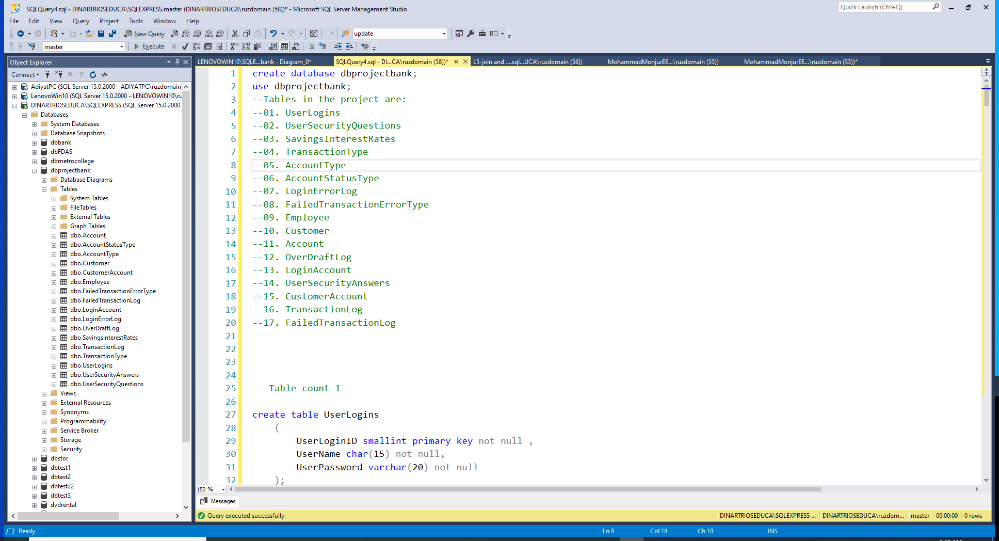 SQLQuery4.sql - DINARTRIOSEDUCA\SQLEXPRESS.master (DINARTRIOSEDUCA\ruzdomain (58))* - Microsoft SQL Server Management Studio
Quick Launch (Ctrl+Q)
File Edit View Query Project Tools Window Help
New Query
MDX DMX XMLA DAX
update
master
Execute
Object Explorer
LENOVOWIN10\SQLE...bank - Diagram_0*
SQLQuery4.sql - DI...CA\ruzdomain (58))*
L5-join and ....sql...UCA\ruzdomain (56))
MohammadMonjurEE...\ruzdomain (55))
MohammadMonjurEE...\ruzdomain (53))*
Connect
AdiyatPC (SQL Server 15.0.2000 - ADIYATPC\ruzdomain
LenovoWin10 (SQL Server 15.0.2000 - LENOVOWIN10\ru
DINARTRIOSEDUCA\SQLEXPRESS (SQL Server 15.0.2000
Databases
System Databases
Database Snapshots
dbbank
dbFDAS
dbmetrocollege
dbprojectbank
Database Diagrams
Tables
System Tables
FileTables
External Tables
Graph Tables
dbo.Account
dbo.AccountStatusType
dbo.AccountType
dbo.Customer
dbo.CustomerAccount
dbo.Employee
dbo.FailedTransactionErrorType
dbo.FailedTransactionLog
dbo.LoginAccount
dbo.LoginErrorLog
dbo.OverDraftLog
dbo.SavingsInterestRates
dbo.TransactionLog
dbo.TransactionType
dbo.UserLogins
dbo.UserSecurityAnswers
dbo.UserSecurityQuestions
Views
External Resources
Synonyms
Programmability
Service Broker
Storage
Security
dbstor
dbtest1
dbtest2
dbtest22
dbtest3
dvdrental
1 create database dbprojectbank;
2 use dbprojectbank;
3 --Tables in the project are:
4 --01. UserLogins
5 --02. UserSecurityQuestions
6 --03. SavingsInterestRates
7 --04. TransactionType
8 --05. AccountType
9 --06. AccountStatusType
10 --07. LoginErrorLog
11 --08. FailedTransactionErrorType
12 --09. Employee
13 --10. Customer
14 --11. Account
15 --12. OverDraftLog
16 --13. LoginAccount
17 --14. UserSecurityAnswers
18 --15. CustomerAccount
19 --16. TransactionLog
20 --17. FailedTransactionLog
21
22
23
24
25 -- Table count 1
26
27 create table UserLogins
28 (
29 UserLoginID smallint primary key not null ,
30 UserName char(15) not null,
31 UserPassword varchar(20) not null
32 );
150 %
Messages
Query executed successfully.
DINARTRIOSEDUCA\SQLEXPRESS ... DINARTRIOSEDUCA\ruzdom... master 00:00:00 0 rows
Ready Ln 8 Col 18 Ch 18 INS